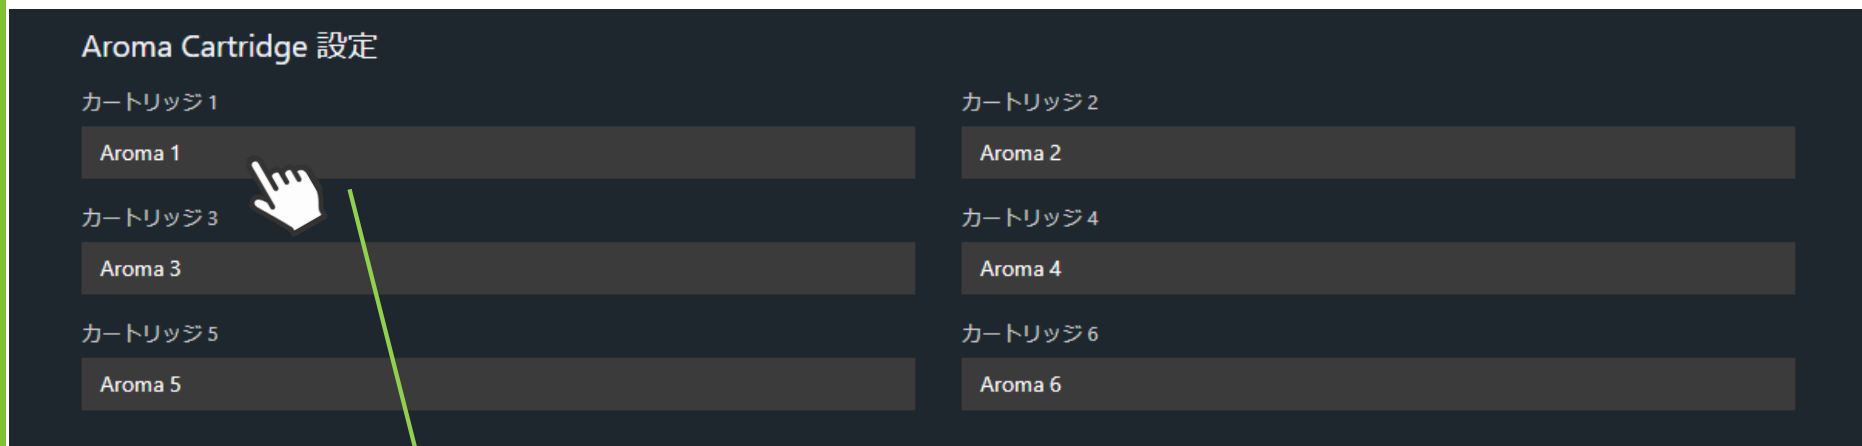 Aroma Cartridge 設定
カートリッジ 1
カートリッジ 2
Aroma 1
Aroma 2
カートリッジ 3
カートリッジ 4
Aroma 3
Aroma 4
カートリッジ 5
カートリッジ 6
Aroma 5
Aroma 6